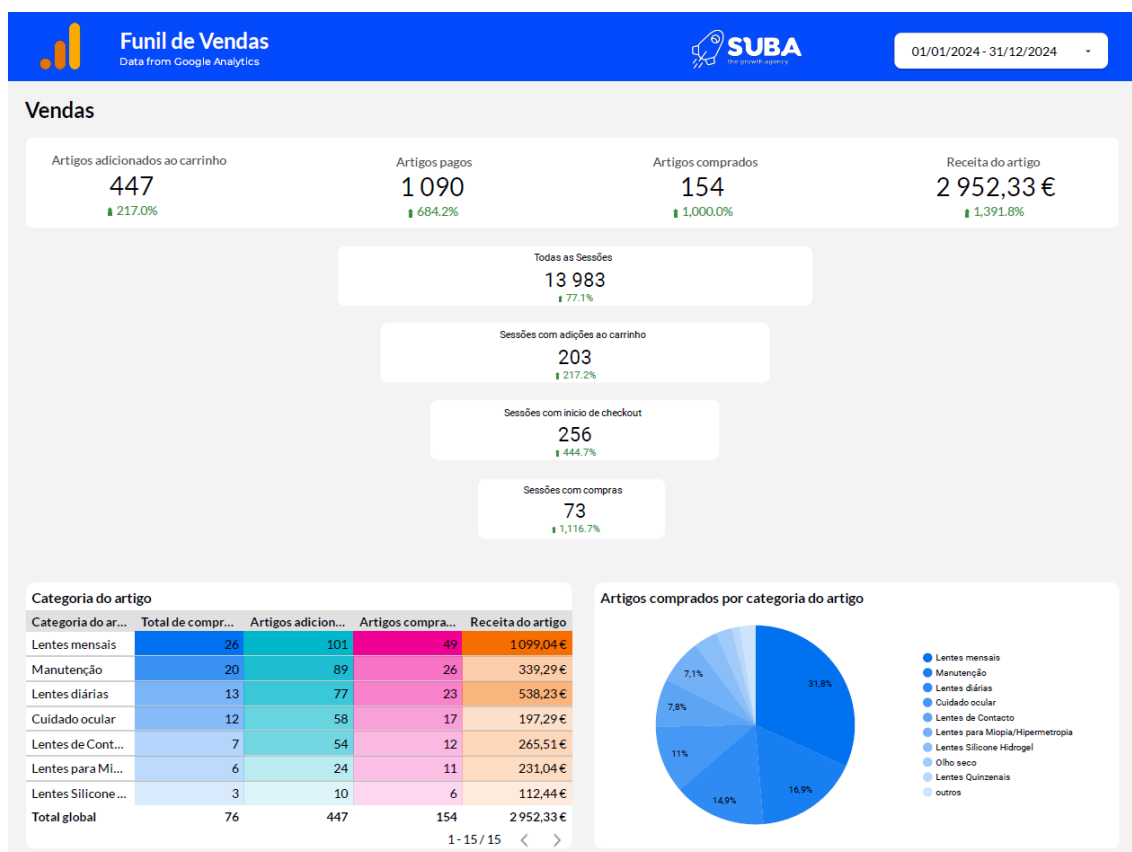 Funil de Vendas
Data from Google Analytics
SUBA
the growth agency
01/01/2024 - 31/12/2024
Vendas
Artigos adicionados ao carrinho
447
217.0%
Artigos pagos
1 090
684.2%
Artigos comprados
154
1,000.0%
Receita do artigo
2 952,33 €
1,391.8%
Todas as Sessões
13 983
77.1%
Sessões com adições ao carrinho
203
217.2%
Sessões com inicio de checkout
256
444.7%
Sessões com compras
73
1,116.7%
Categoria do artigo
Categoria do ar... Total de compr... Artigos adicion... Artigos compra... Receita do artigo
Lentes mensais 26 101 49 1 099,04 €
Manutenção 20 89 26 339,29 €
Lentes diárias 13 77 23 538,23 €
Cuidado ocular 12 58 17 197,29 €
Lentes de Cont... 7 54 12 265,51 €
Lentes para Mi... 6 24 11 231,04 €
Lentes Silicone ... 3 10 6 112,44 €
Total global 76 447 154 2 952,33 €
1 - 15 / 15
Artigos comprados por categoria do artigo
31,8%
16,9%
14,9%
11%
7,8%
7,1%
Lentes mensais
Manutenção
Lentes diárias
Cuidado ocular
Lentes de Contacto
Lentes para Miopia/Hipermetropia
Lentes Silicone Hidrogel
Olho seco
Lentes Quinzenais
outros